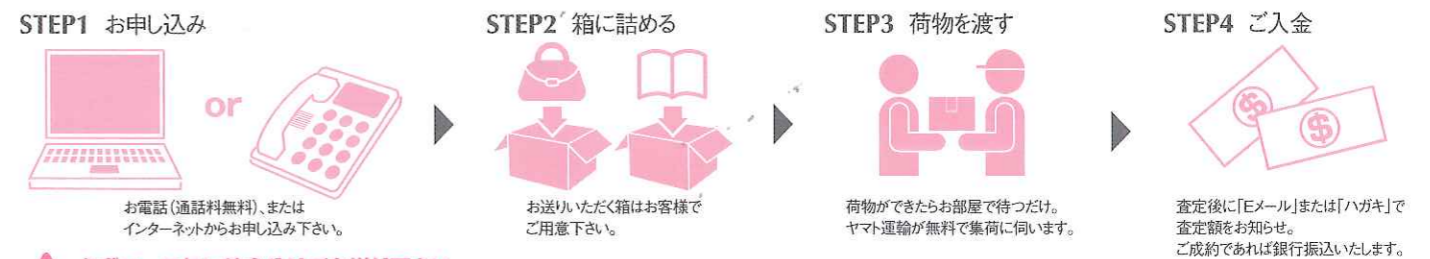 STEP1 お申し込み
or
お電話(通話料無料)、または
インターネットからお申し込み下さい。
STEP2 箱に詰める
お送りいただく箱はお客様で
ご用意下さい。
STEP3 荷物を渡す
荷物ができたらお部屋で待つだけ。
ヤマト運輸が無料で集荷に伺います。
STEP4 ご入金
$
$
査定後に「Eメール」または「ハガキ」で
査定額をお知らせ。
ご成約であれば銀行振込いたします。